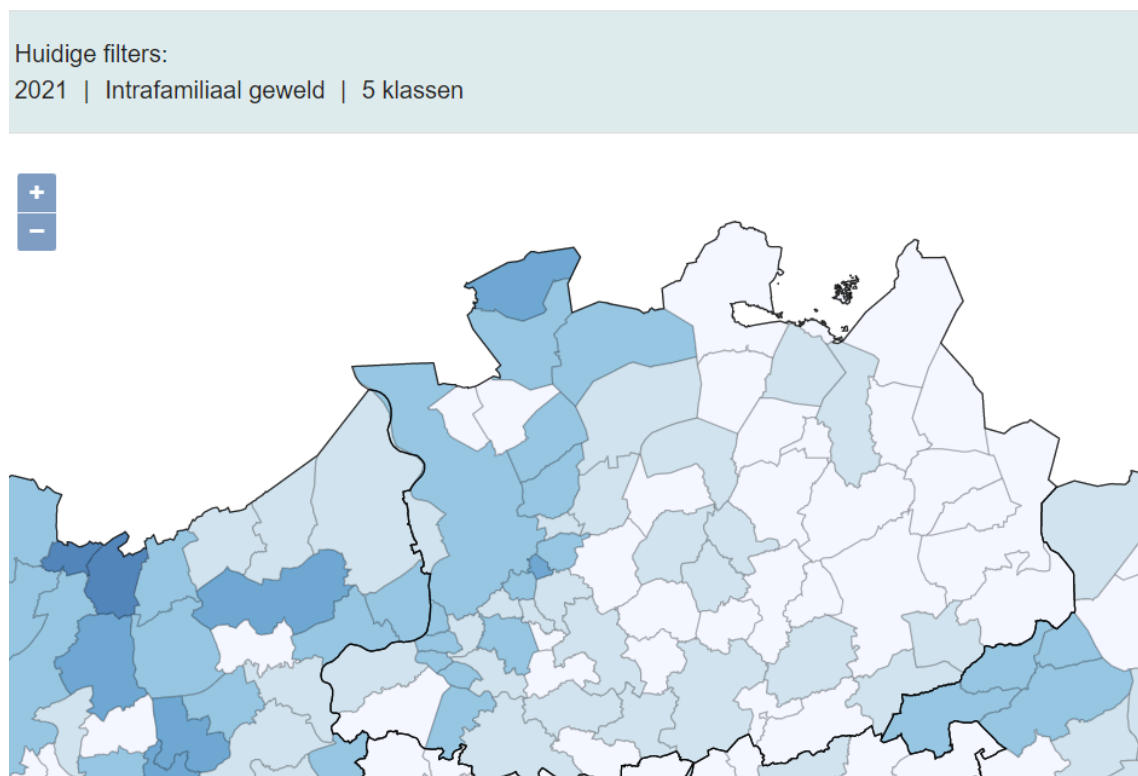 Huidige filters:
2021 | Intrafamiliaal geweld | 5 klassen
+
−